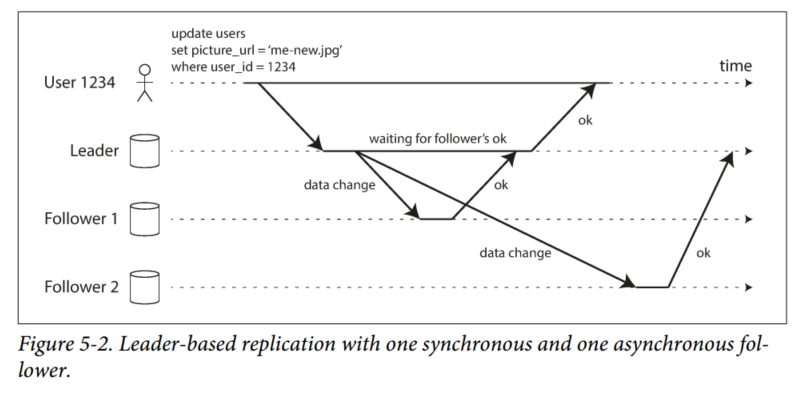 update users
set picture_url = ‘me-new.jpg’
where user_id = 1234
time
User 1234
ok
waiting for follower’s ok
Leader
data change
ok
Follower 1
data change
ok
Follower 2
Figure 5-2. Leader-based replication with one synchronous and one asynchronous fol-
lower.